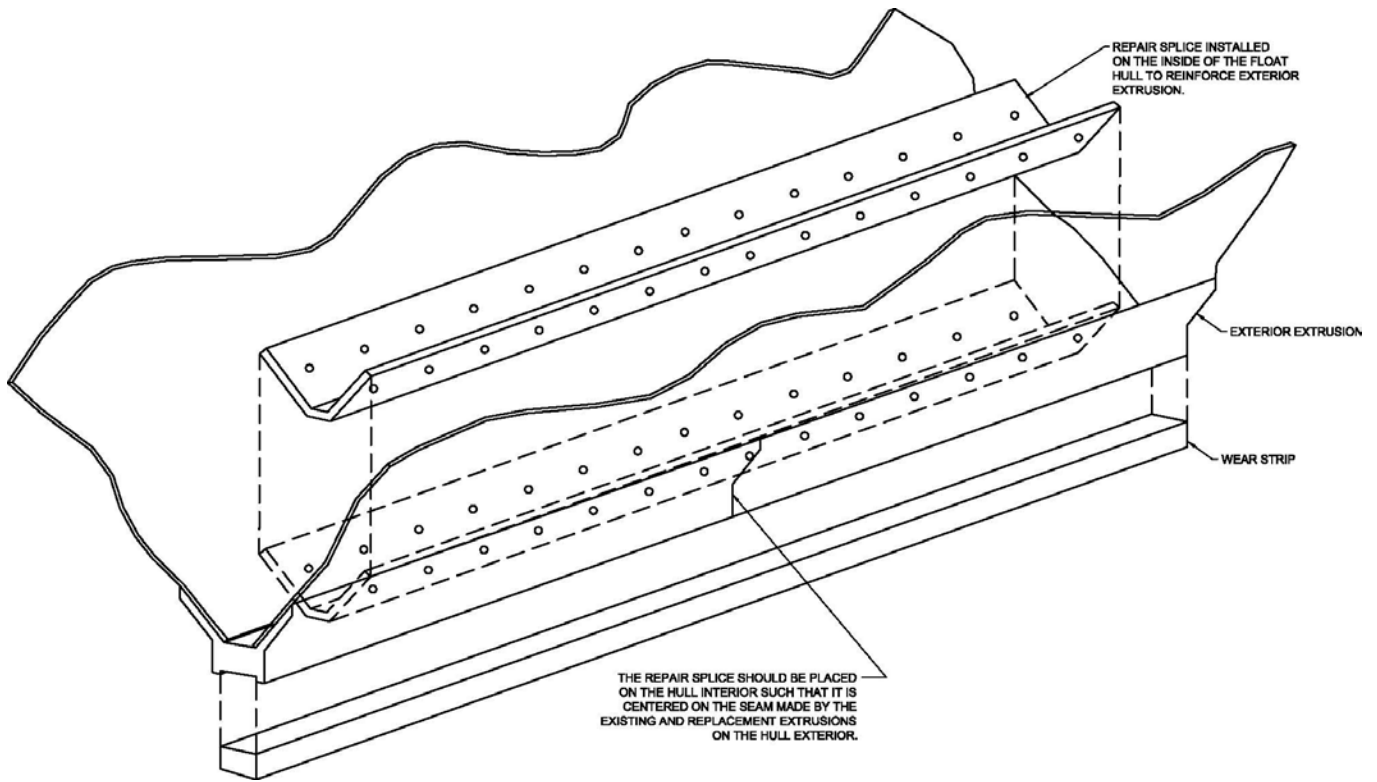 REPAIR SPLICE INSTALLED
ON THE INSIDE OF THE FLOAT
HULL TO REINFORCE EXTERIOR
EXTRUSION.
EXTERIOR EXTRUSION
WEAR STRIP
THE REPAIR SPLICE SHOULD BE PLACED
ON THE HULL INTERIOR SUCH THAT IT IS
CENTERED ON THE SEAM MADE BY THE
EXISTING AND REPLACEMENT EXTRUSIONS
ON THE HULL EXTERIOR.